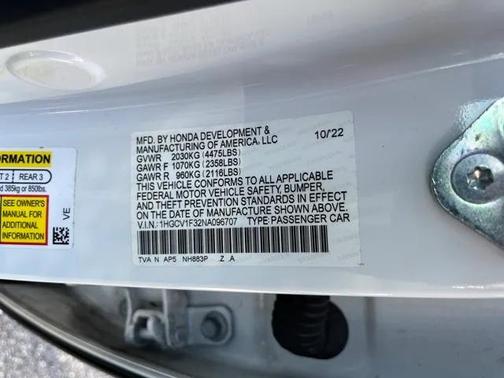 FORMATION
T 2 REAR 3
d 385kg or 850lbs.
SEE OWNER'S
MANUAL FOR
ADDITIONAL
INFORMATION
VE
MFD. BY HONDA DEVELOPMENT &
MANUFACTURING OF AMERICA, LLC 10/22
GVWR 2030KG (4475LBS)
GAWR F 1070KG (2358LBS)
GAWR R 960KG (2116LBS)
THIS VEHICLE CONFORMS TO ALL APPLICABLE
FEDERAL MOTOR VEHICLE SAFETY, BUMPER,
AND THEFT PREVENTION STANDARDS IN EFFECT
ON THE DATE OF MANUFACTURE SHOWN ABOVE.
V.I.N.: 1HGCV1F32NA096707 TYPE PASSENGER CAR
TVA N AP5 NH883P Z A